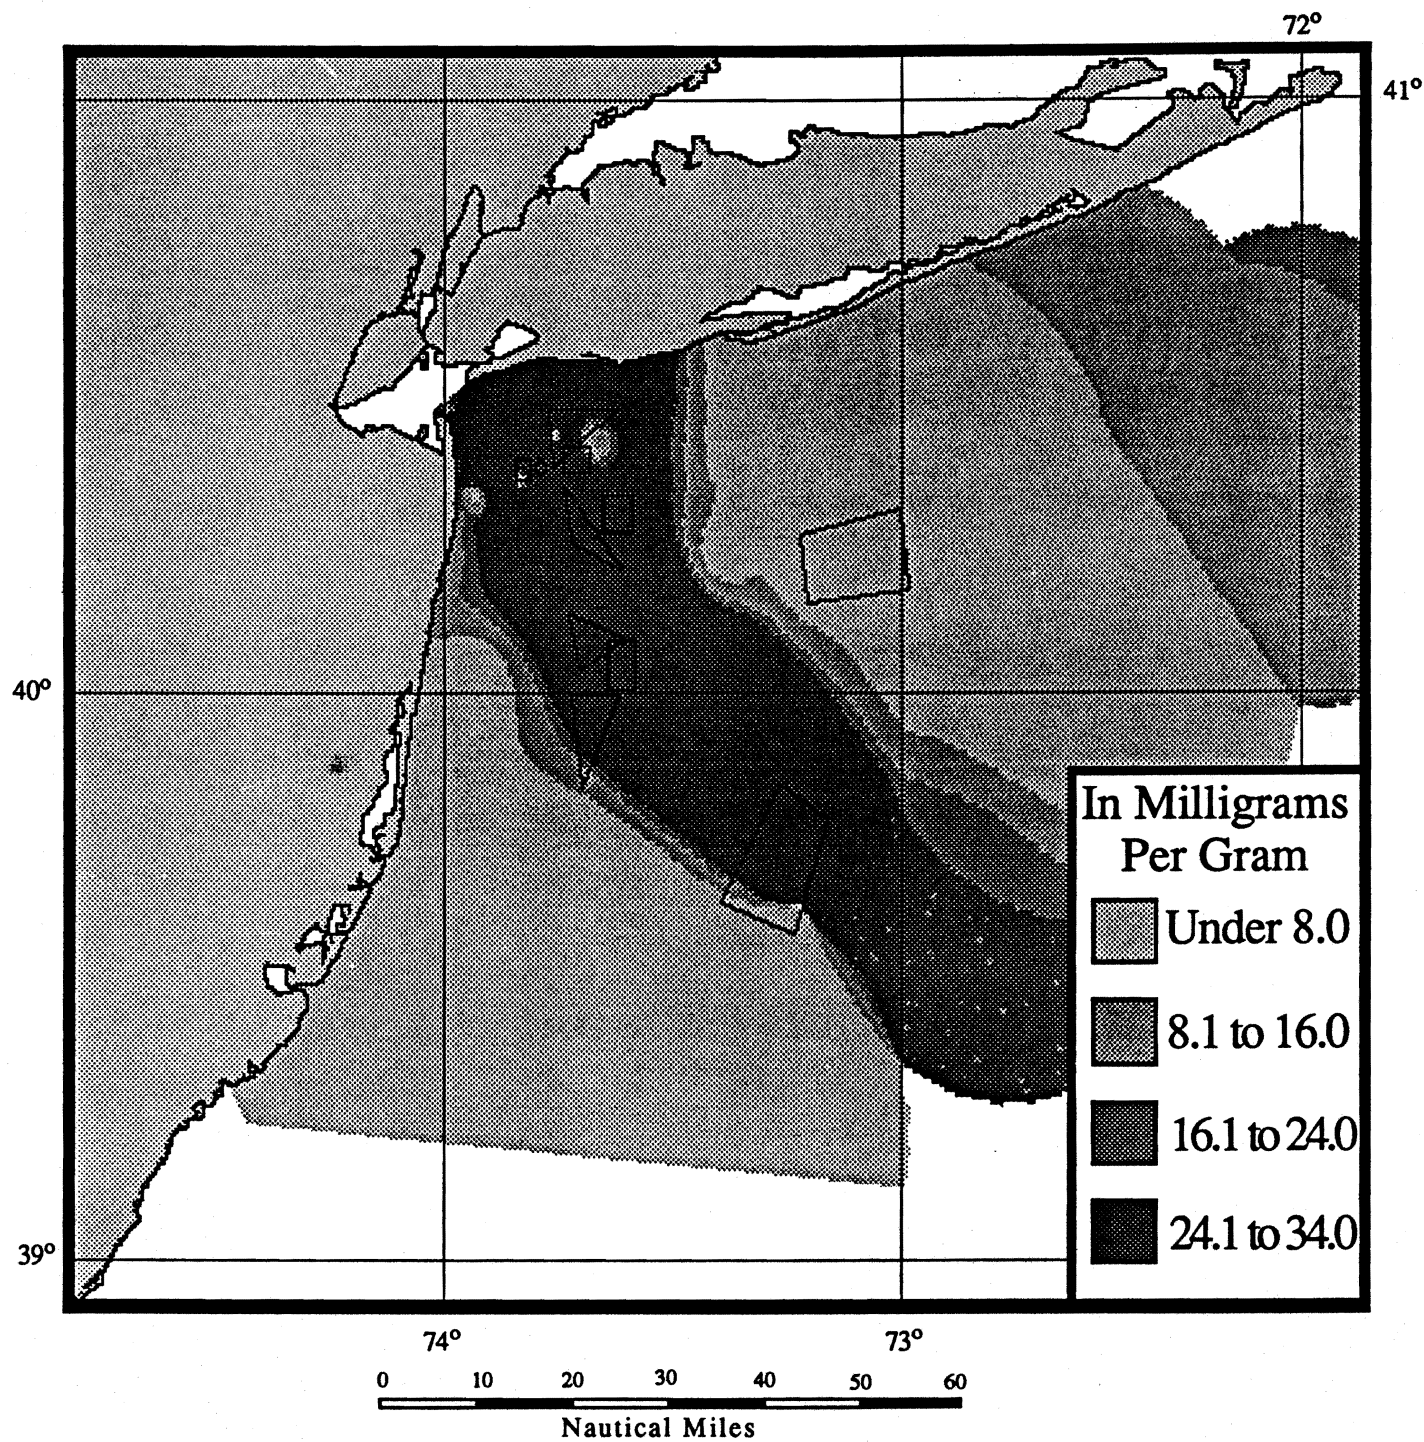 72°
41°
40°
In Milligrams
Per Gram
Under 8.0
8.1 to 16.0
16.1 to 24.0
24.1 to 34.0
39°
74°
73°
0 10 20 30 40 50 60
Nautical Miles